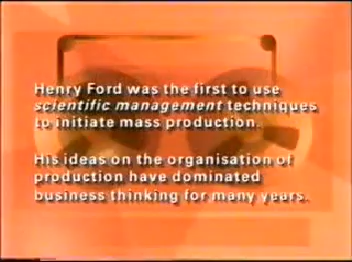 Henry Ford was the first to use
scientific management techniques
to initiate mass production.
His ideas on the organisation of
production have dominated
business thinking for many years.